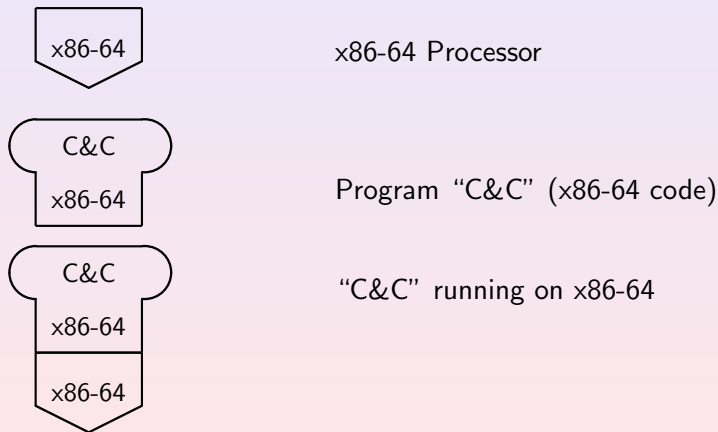 x86-64
x86-64 Processor
C&C
x86-64
Program “C&C” (x86-64 code)
C&C
x86-64
“C&C” running on x86-64
x86-64